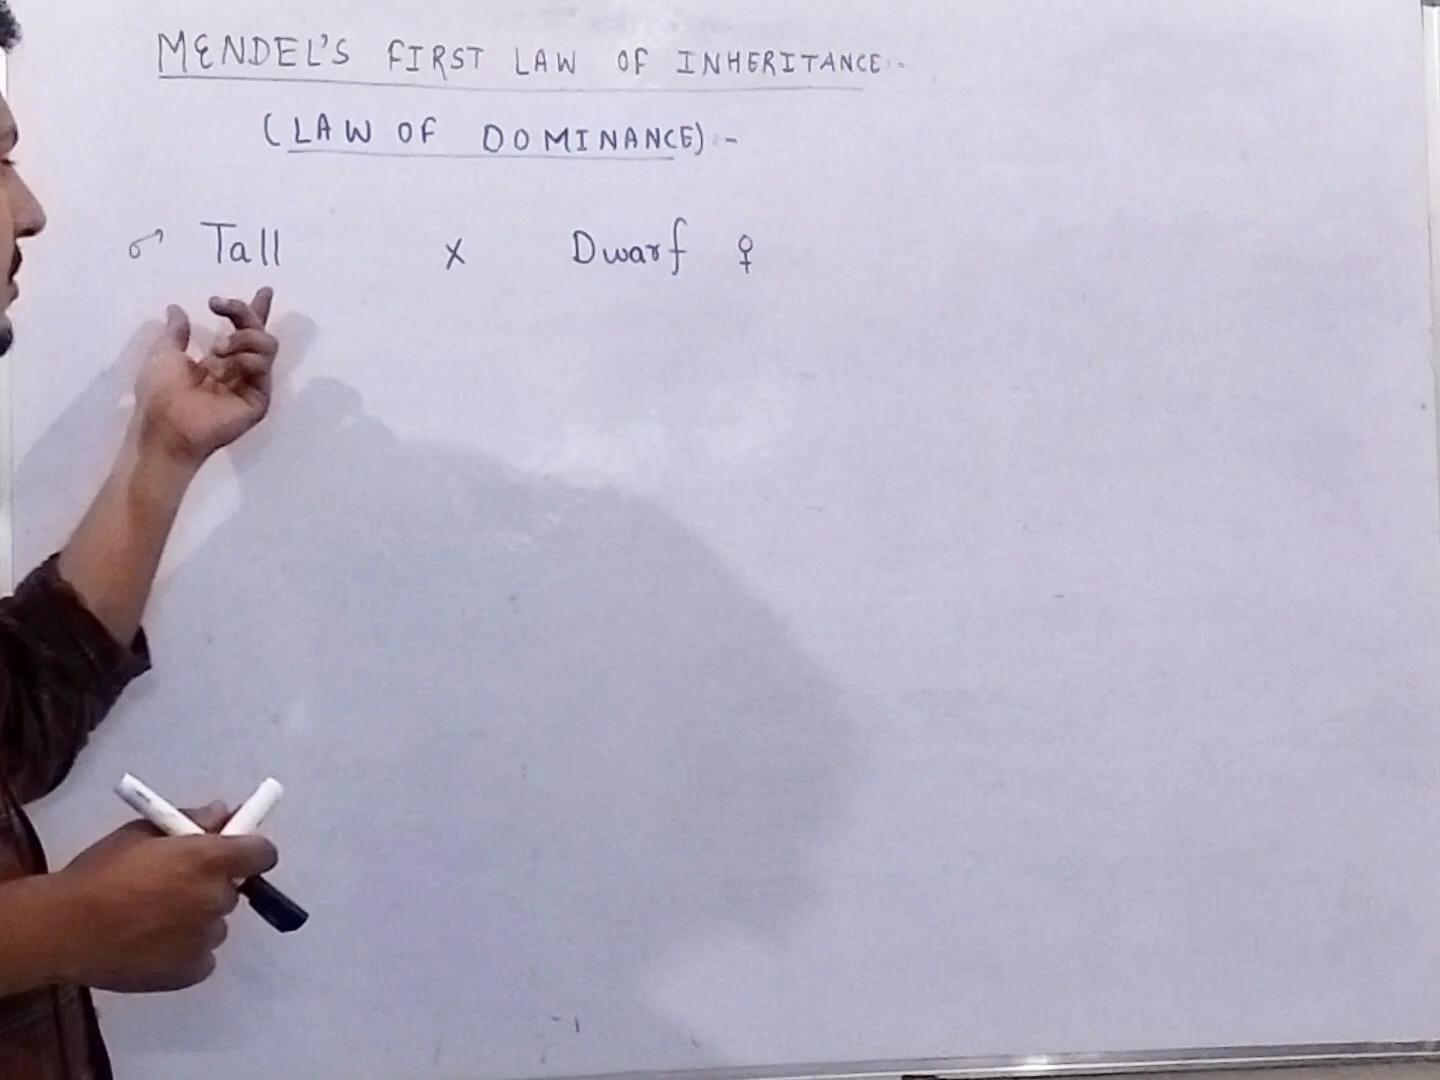 MENDEL'S FIRST LAW OF INHERITANCE:-
(LAW OF DOMINANCE):-
♂ Tall x Dwarf ♀